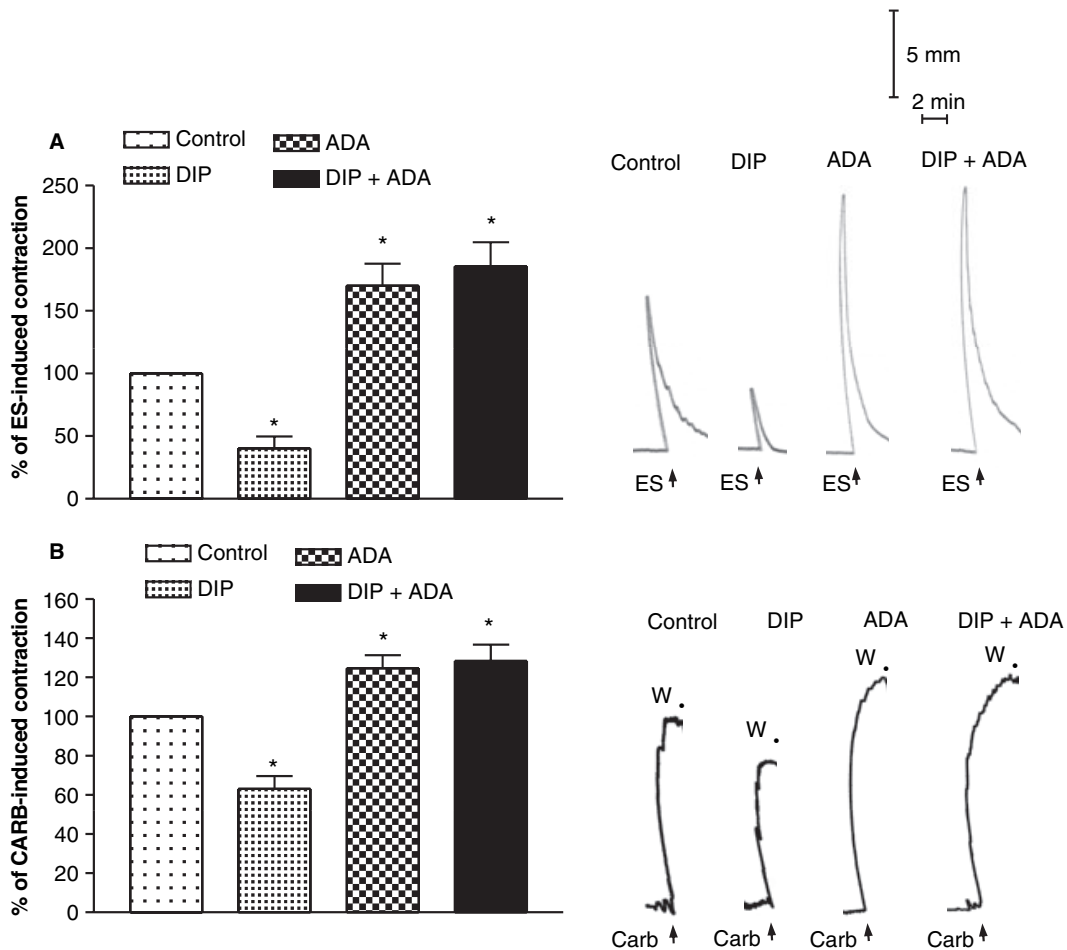 5 mm
2 min
A
Control
ADA
DIP
DIP + ADA
% of ES-induced contraction
250
200
150
100
50
0
*
*
*
Control DIP ADA DIP + ADA
ES ES ES ES
B
Control
ADA
DIP
DIP + ADA
% of CARB-induced contraction
160
140
120
100
80
60
40
20
0
*
*
*
Control DIP ADA DIP + ADA
W W W W
Carb Carb Carb Carb